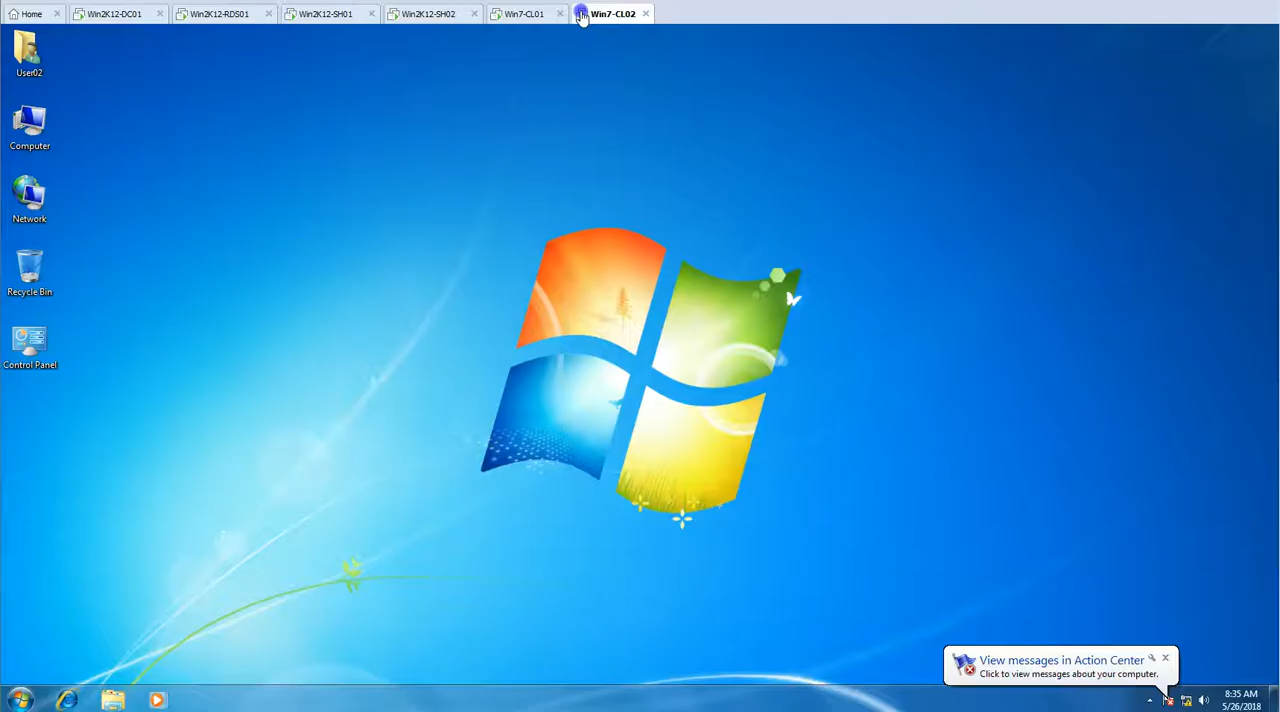 Home
Win2K12-DC01
Win2K12-RDS01
Win2K12-SH01
Win2K12-SH02
Win7-CL01
Win7-CL02
User02
Computer
Network
Recycle Bin
Control Panel
View messages in Action Center
Click to view messages about your computer.
8:35 AM
5/26/2018